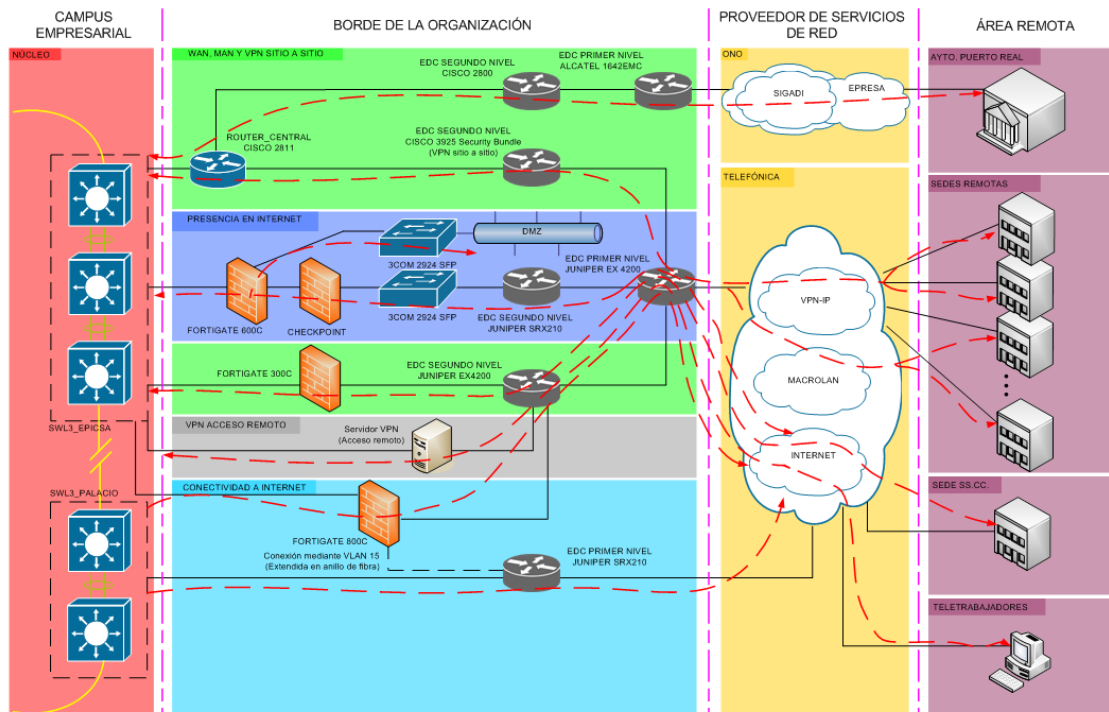 CAMPUS
EMPRESARIAL
BORDE DE LA ORGANIZACIÓN
PROVEEDOR DE SERVICIOS
DE RED
ÁREA REMOTA
NÚCLEO
WAN, MAN Y VPN SITIO A SITIO
ONO
AYTO. PUERTO REAL
EDC SEGUNDO NIVEL
CISCO 2800
EDC PRIMER NIVEL
ALCATEL 1642EMC
SIGADI
EPRESA
ROUTER_CENTRAL
CISCO 2811
EDC SEGUNDO NIVEL
CISCO 3925 Security Bundle
(VPN sitio a sitio)
TELEFÓNICA
SEDES REMOTAS
PRESENCIA EN INTERNET
DMZ
3COM 2924 SFP
EDC PRIMER NIVEL
JUNIPER EX 4200
VPN-IP
FORTIGATE 600C
CHECKPOINT
3COM 2924 SFP
EDC SEGUNDO NIVEL
JUNIPER SRX210
FORTIGATE 300C
EDC SEGUNDO NIVEL
JUNIPER EX4200
MACROLAN
SWL3_EPICSA
VPN ACCESO REMOTO
Servidor VPN
(Acceso remoto)
INTERNET
SWL3_PALACIO
CONECTIVIDAD A INTERNET
SEDE SS.CC.
FORTIGATE 800C
Conexión mediante VLAN 15
(Extendida en anillo de fibra)
EDC PRIMER NIVEL
JUNIPER SRX210
TELETRABAJADORES